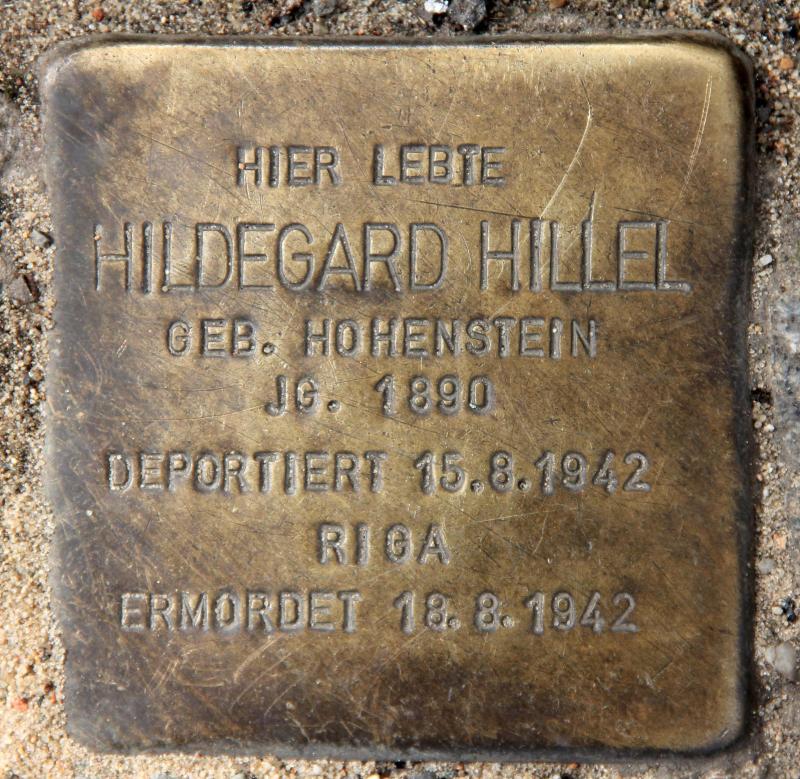 HIER LEBTE
HILDEGARD HILLEL
GEB. HOHENSTEIN
JG. 1890
DEPORTIERT 15.8.1942
RIGA
ERMORDET 18.8.1942